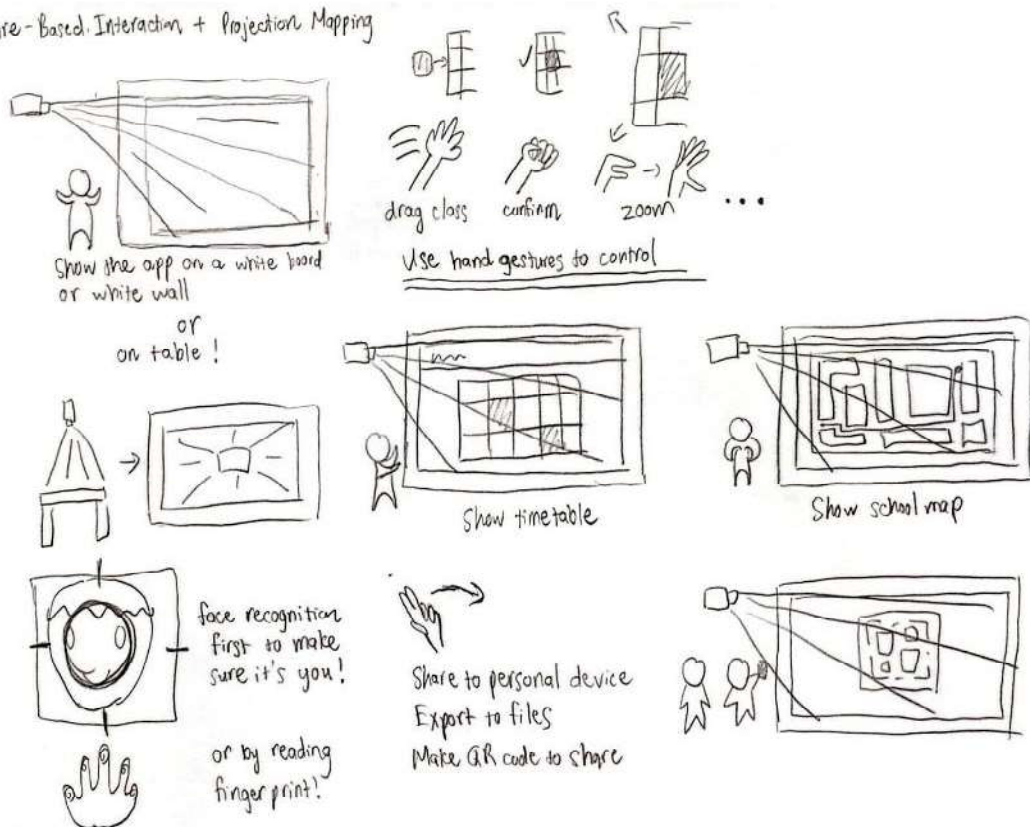 re-Based Interaction + Projection Mapping
drag class
confirm
zoom
...
Use hand gestures to control
Show the app on a white board
or white wall
or
on table!
Show timetable
Show school map
face recognition
first to make
sure it's you!
or by reading
fingerprint!
Share to personal device
Export to files
Make QR code to share